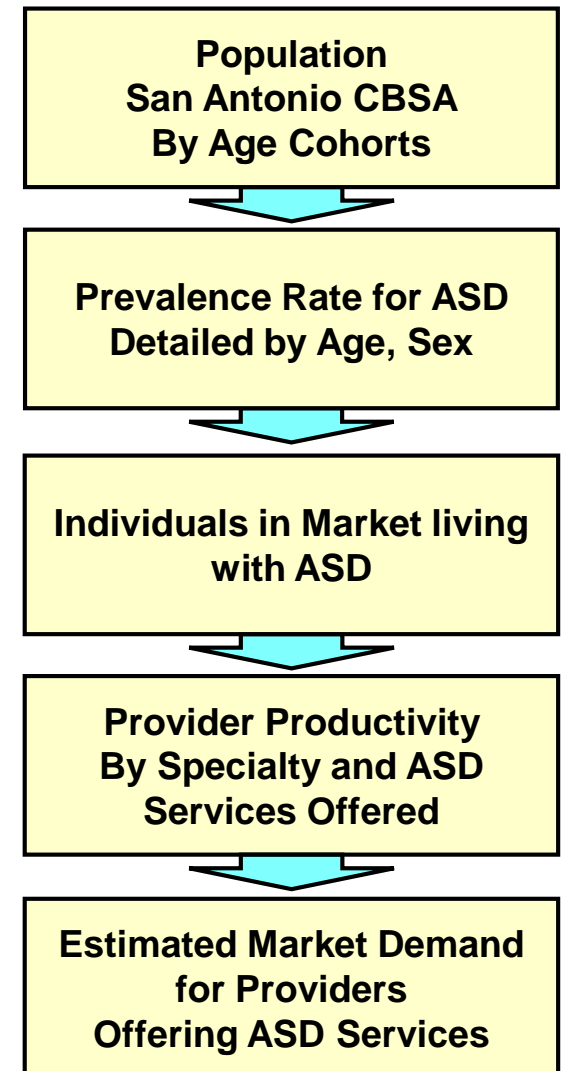 Population
San Antonio CBSA
By Age Cohorts
Prevalence Rate for ASD
Detailed by Age, Sex
Individuals in Market living
with ASD
Provider Productivity
By Specialty and ASD
Services Offered
Estimated Market Demand
for Providers
Offering ASD Services